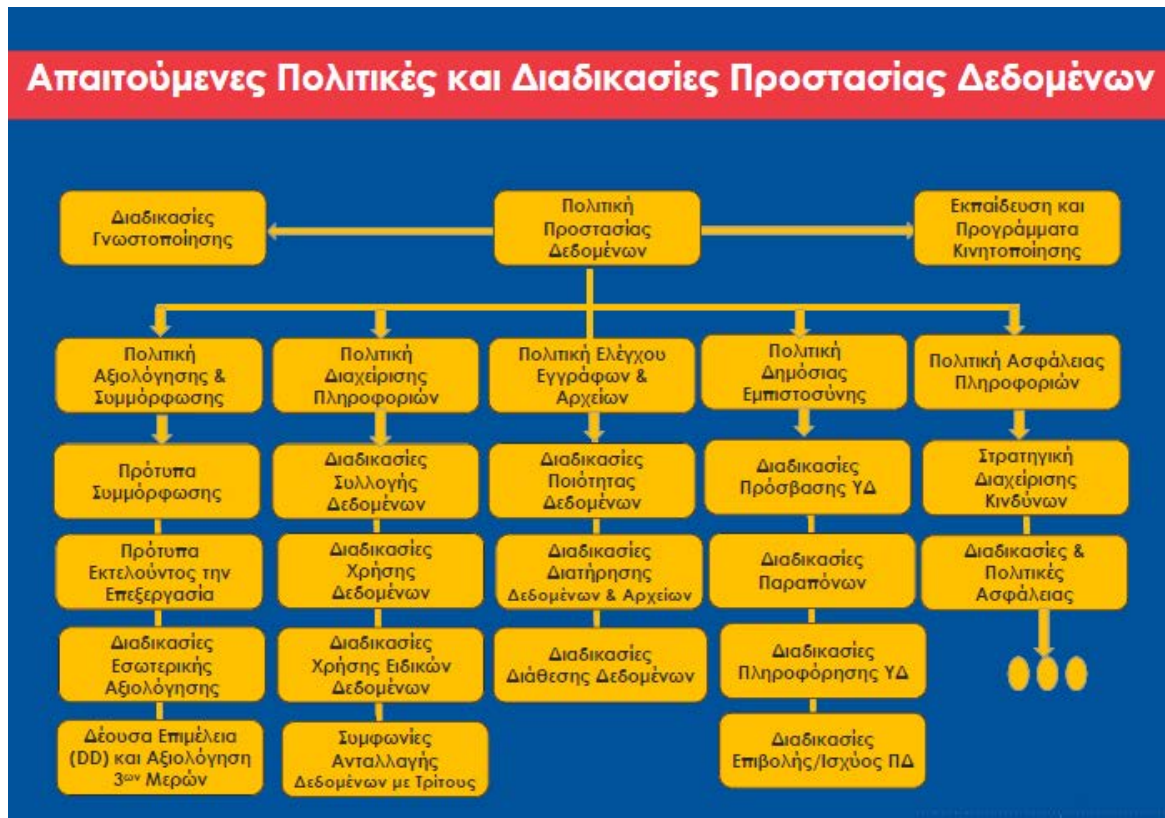 Απαιτούμενες Πολιτικές και Διαδικασίες Προστασίας Δεδομένων
Διαδικασίες
Γνωστοποίησης
Πολιτική
Προστασίας
Δεδομένων
Εκπαίδευση και
Προγράμματα
Κινητοποίησης
Πολιτική
Αξιολόγησης &
Συμμόρφωσης
Πολιτική
Διαχείρισης
Πληροφοριών
Πολιτική Ελέγχου
Εγγράφων &
Αρχείων
Πολιτική
Δημόσιας
Εμπιστοσύνης
Πολιτική Ασφάλειας
Πληροφοριών
Πρότυπα
Συμμόρφωσης
Διαδικασίες
Συλλογής
Δεδομένων
Διαδικασίες
Ποιότητας
Δεδομένων
Διαδικασίες
Πρόσβασης ΥΔ
Στρατηγική
Διαχείρισης
Κινδύνων
Πρότυπα
Εκτελούντος την
Επεξεργασία
Διαδικασίες
Χρήσης
Δεδομένων
Διαδικασίες
Διατήρησης
Δεδομένων & Αρχείων
Διαδικασίες
Παραπόνων
Διαδικασίες &
Πολιτικές
Ασφάλειας
Διαδικασίες
Εσωτερικής
Αξιολόγησης
Διαδικασίες
Χρήσης Ειδικών
Δεδομένων
Διαδικασίες
Διάθεσης Δεδομένων
Διαδικασίες
Πληροφόρησης ΥΔ
Δέουσα Επιμέλεια
(DD) και Αξιολόγηση
3ων Μερών
Συμφωνίες
Ανταλλαγής
Δεδομένων με Τρίτους
Διαδικασίες
Επιβολής/Ισχύος ΠΔ